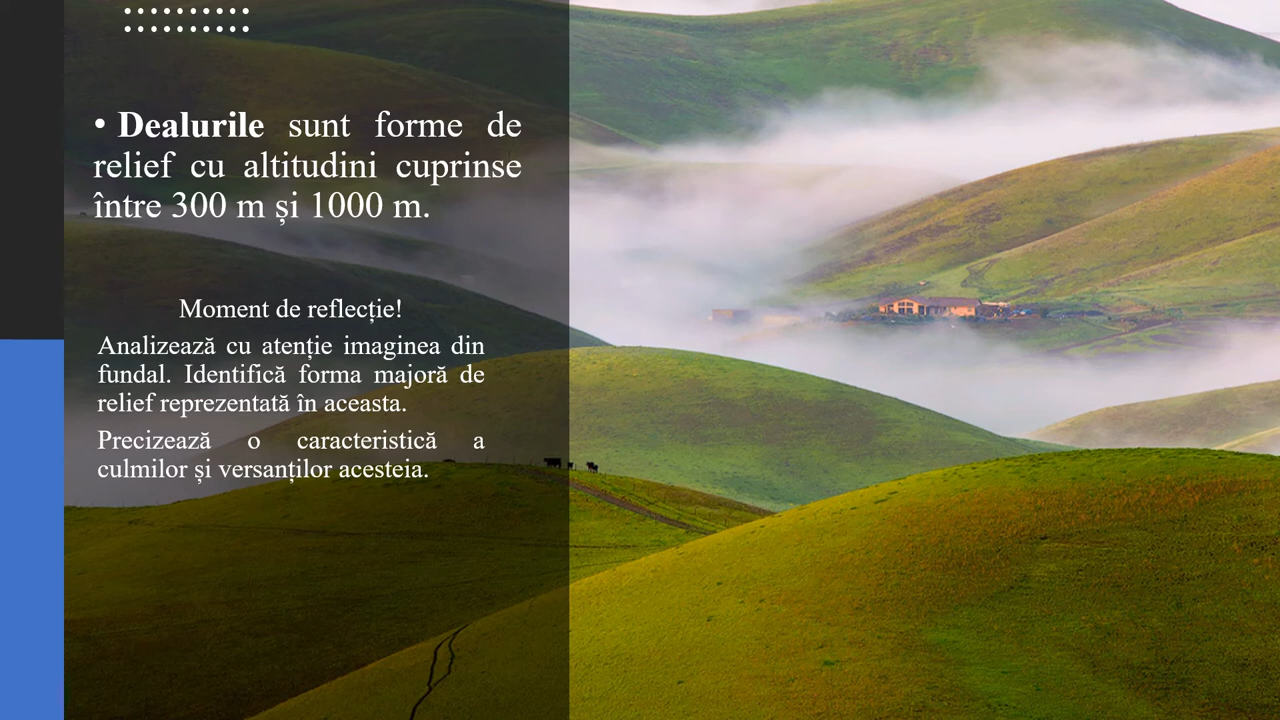 • Dealurile sunt forme de
relief cu altitudini cuprinse
între 300 m și 1000 m.
Moment de reflecție!
Analizează cu atenție imaginea din
fundal. Identifică forma majoră de
relief reprezentată în aceasta.
Precizează o caracteristică a
culmilor și versanților acesteia.